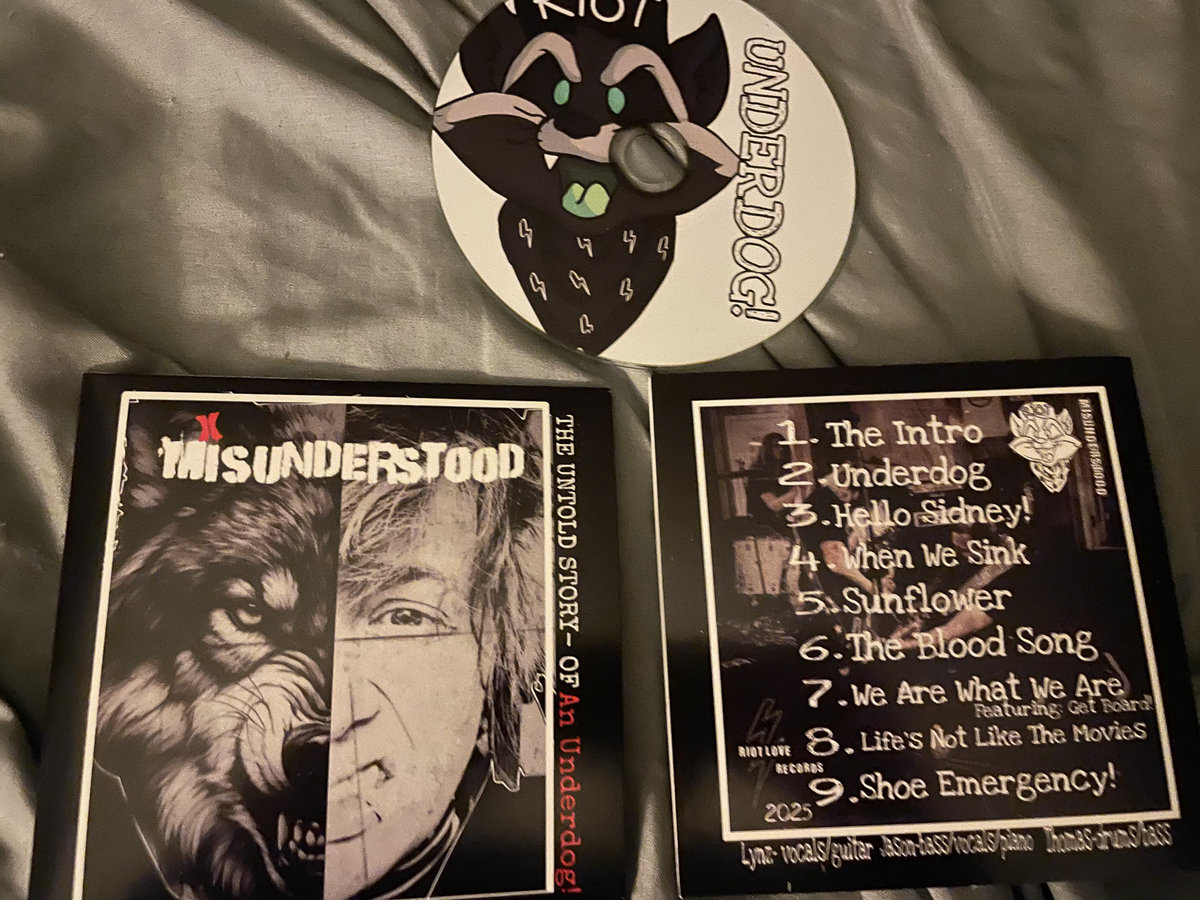 RIOT
UNDERDOG!
MISUNDERSTOOD
THE UNTOLD STORY- OF An Underdog!
1. The Intro
2. Underdog
3. Hello Sidney!
4. When We Sink
5. Sunflower
6. The Blood Song
7. We Are What We Are
Featuring: Get Board!
8. Life's Not Like The Movies
9. Shoe Emergency!
RIOT
MISUNDERSTOOD
RIOT LOVE
RECORDS
2025
Lynz- vocals/guitar Jason-bass/vocals/piano Thomas-drums/bass